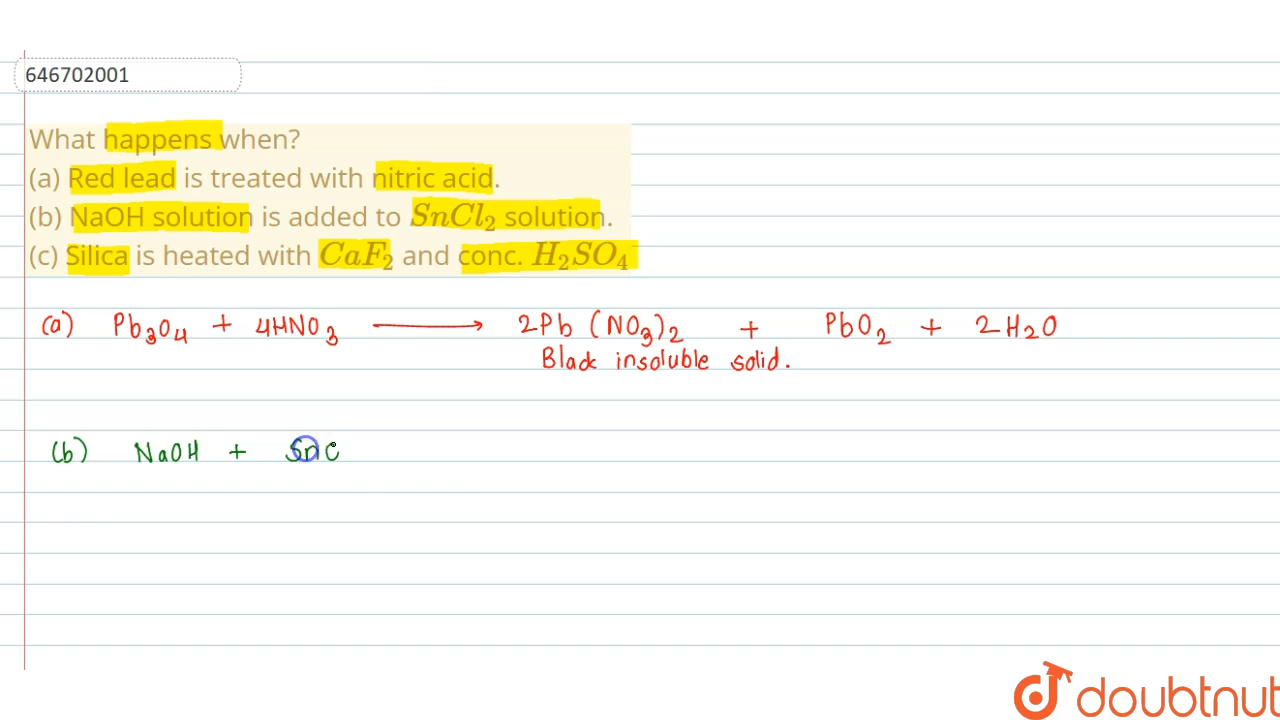 646702001
What happens when?
(a) Red lead is treated with nitric acid.
(b) NaOH solution is added to SnCl₂ solution.
(c) Silica is heated with CaF₂ and conc. H₂SO₄
(a) Pb₃O₄ + 4HNO₃ ⟶ 2Pb(NO₃)₂ + PbO₂ + 2H₂O
Black insoluble solid.
(b) NaOH + SnC
doubtnut